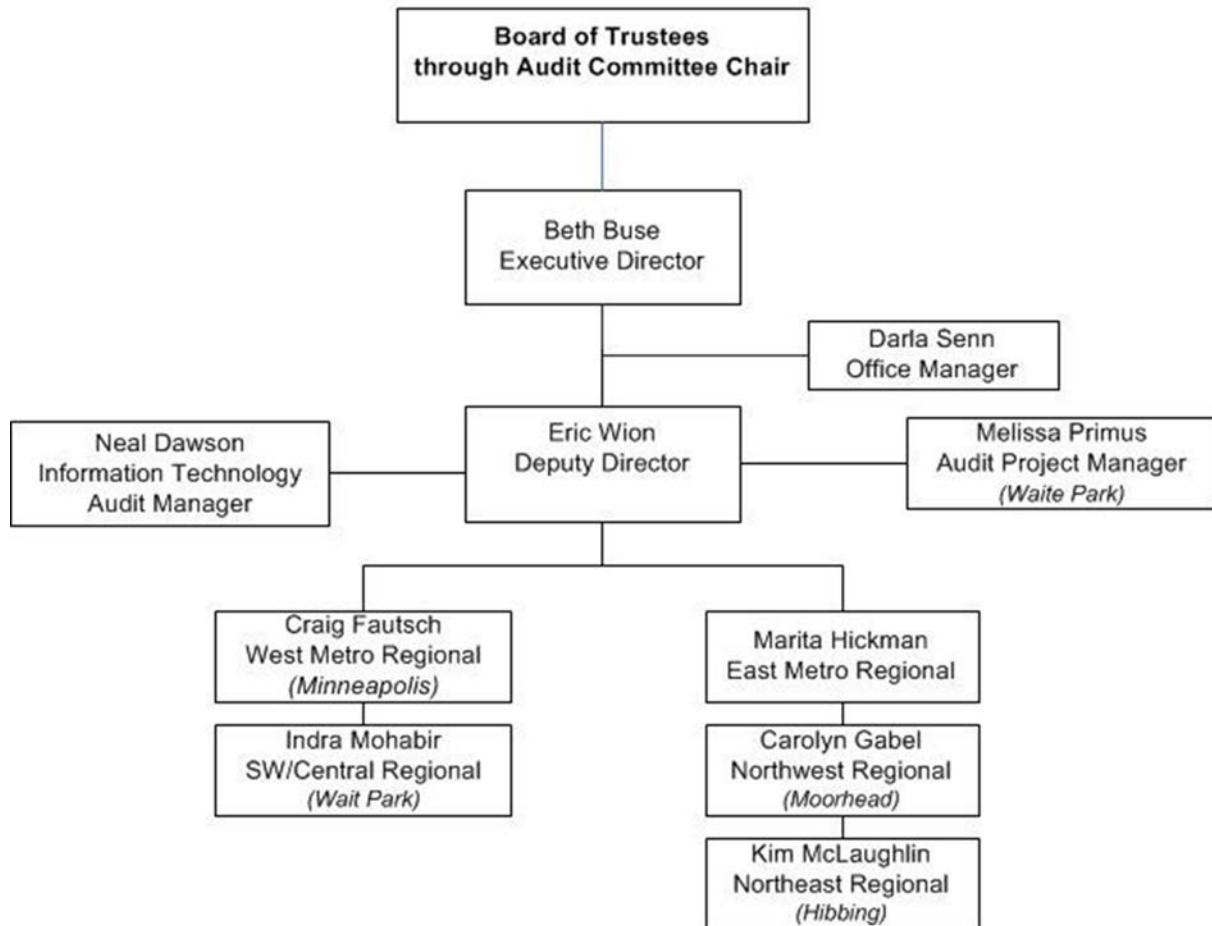 Board of Trustees
through Audit Committee Chair
Beth Buse
Executive Director
Darla Senn
Office Manager
Neal Dawson
Information Technology
Audit Manager
Eric Wion
Deputy Director
Melissa Primus
Audit Project Manager
(Waite Park)
Craig Fautsch
West Metro Regional
(Minneapolis)
Marita Hickman
East Metro Regional
Indra Mohabir
SW/Central Regional
(Wait Park)
Carolyn Gabel
Northwest Regional
(Moorhead)
Kim McLaughlin
Northeast Regional
(Hibbing)